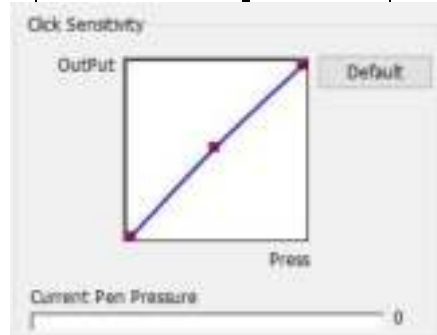 Click Sensitivity
OutPut
Default
Press
Current Pen Pressure
0